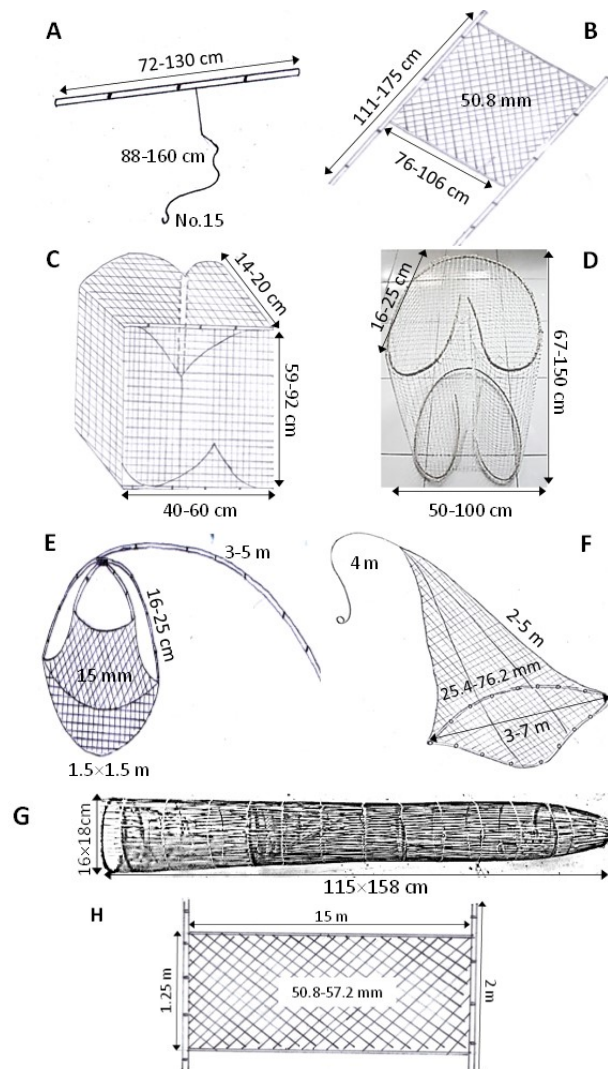 A
72-130 cm
88-160 cm
No.15
B
111-175 cm
50.8 mm
76-106 cm
C
14-20 cm
59-92 cm
40-60 cm
D
16-25 cm
67-150 cm
50-100 cm
E
3-5 m
16-25 cm
15 mm
1.5×1.5 m
F
4 m
2-5 m
25.4-76.2 mm
3-7 m
G
16×18cm
115×158 cm
H
15 m
1.25 m
50.8-57.2 mm
2 m